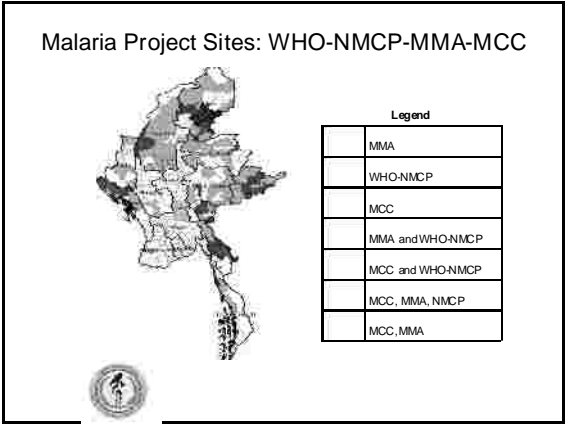 Malaria Project Sites: WHO-NMCP-MMA-MCC
Legend
MMA
WHO-NMCP
MCC
MMA and WHO-NMCP
MCC and WHO-NMCP
MCC, MMA, NMCP
MCC, MMA